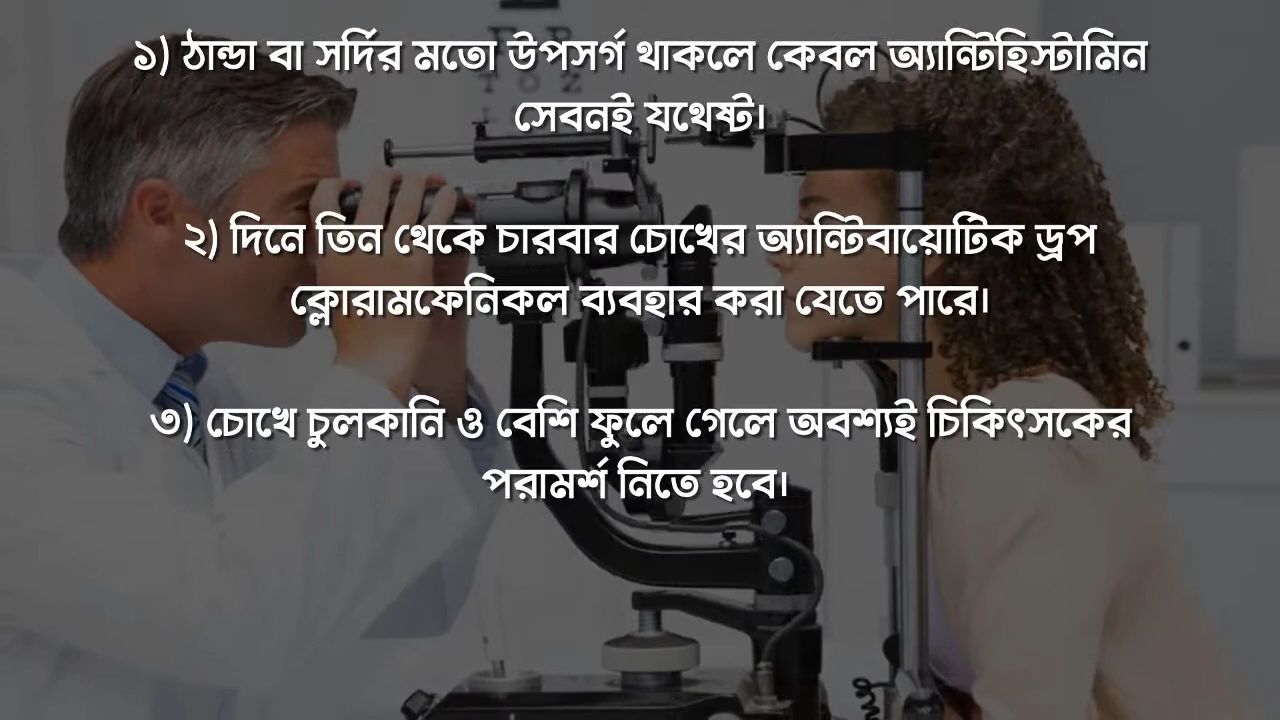 ১) ঠান্ডা বা সর্দির মতো উপসর্গ থাকলে কেবল অ্যান্টিহিস্টামিন
সেবনই যথেষ্ট।
২) দিনে তিন থেকে চারবার চোখের অ্যান্টিবায়োটিক ড্রপ
ক্লোরামফেনিকল ব্যবহার করা যেতে পারে।
৩) চোখে চুলকানি ও বেশি ফুলে গেলে অবশ্যই চিকিৎসকের
পরামর্শ নিতে হবে।